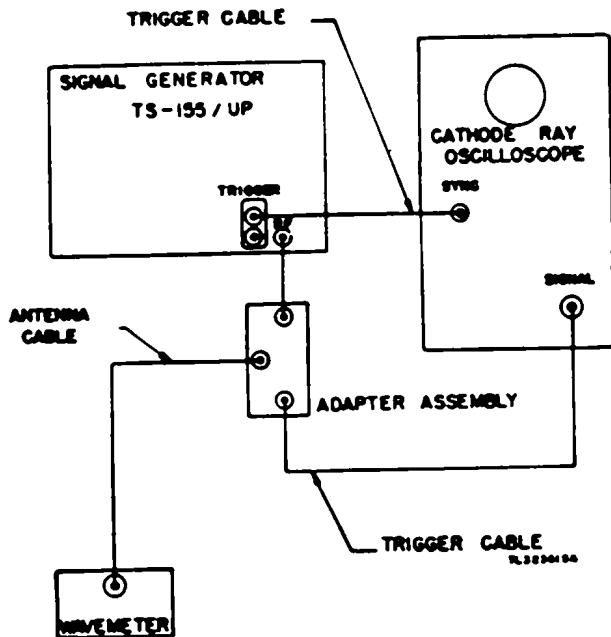 TRIGGER CABLE
SIGNAL GENERATOR
TS-155/UP
CATHODE RAY
OSCILLOSCOPE
SYNC
TRIGGER
SIGNAL
ANTENNA
CABLE
ADAPTER ASSEMBLY
TRIGGER CABLE
WAVEMETER